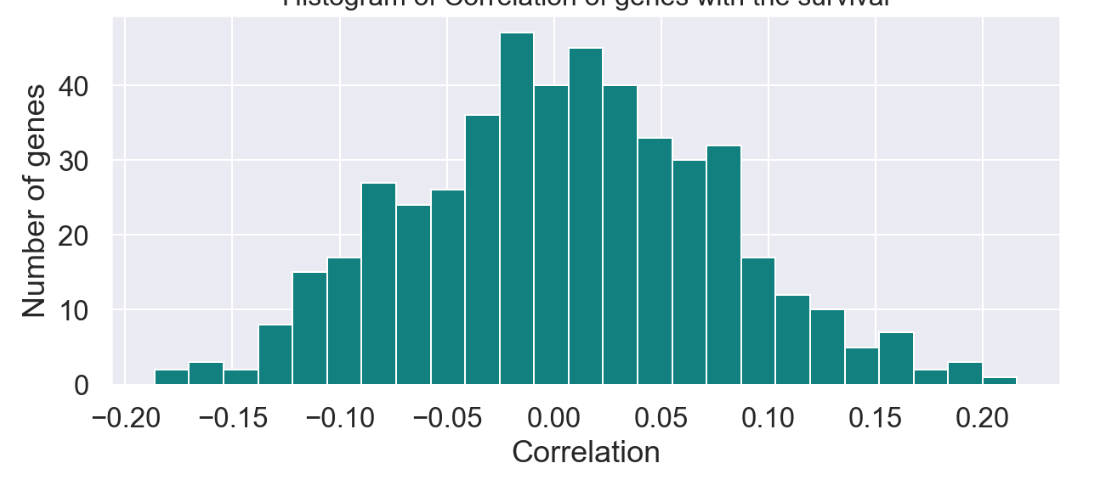 Histogram of Correlation of genes with the survival
Number of genes
40
30
20
10
0
−0.20 −0.15 −0.10 −0.05 0.00 0.05 0.10 0.15 0.20
Correlation